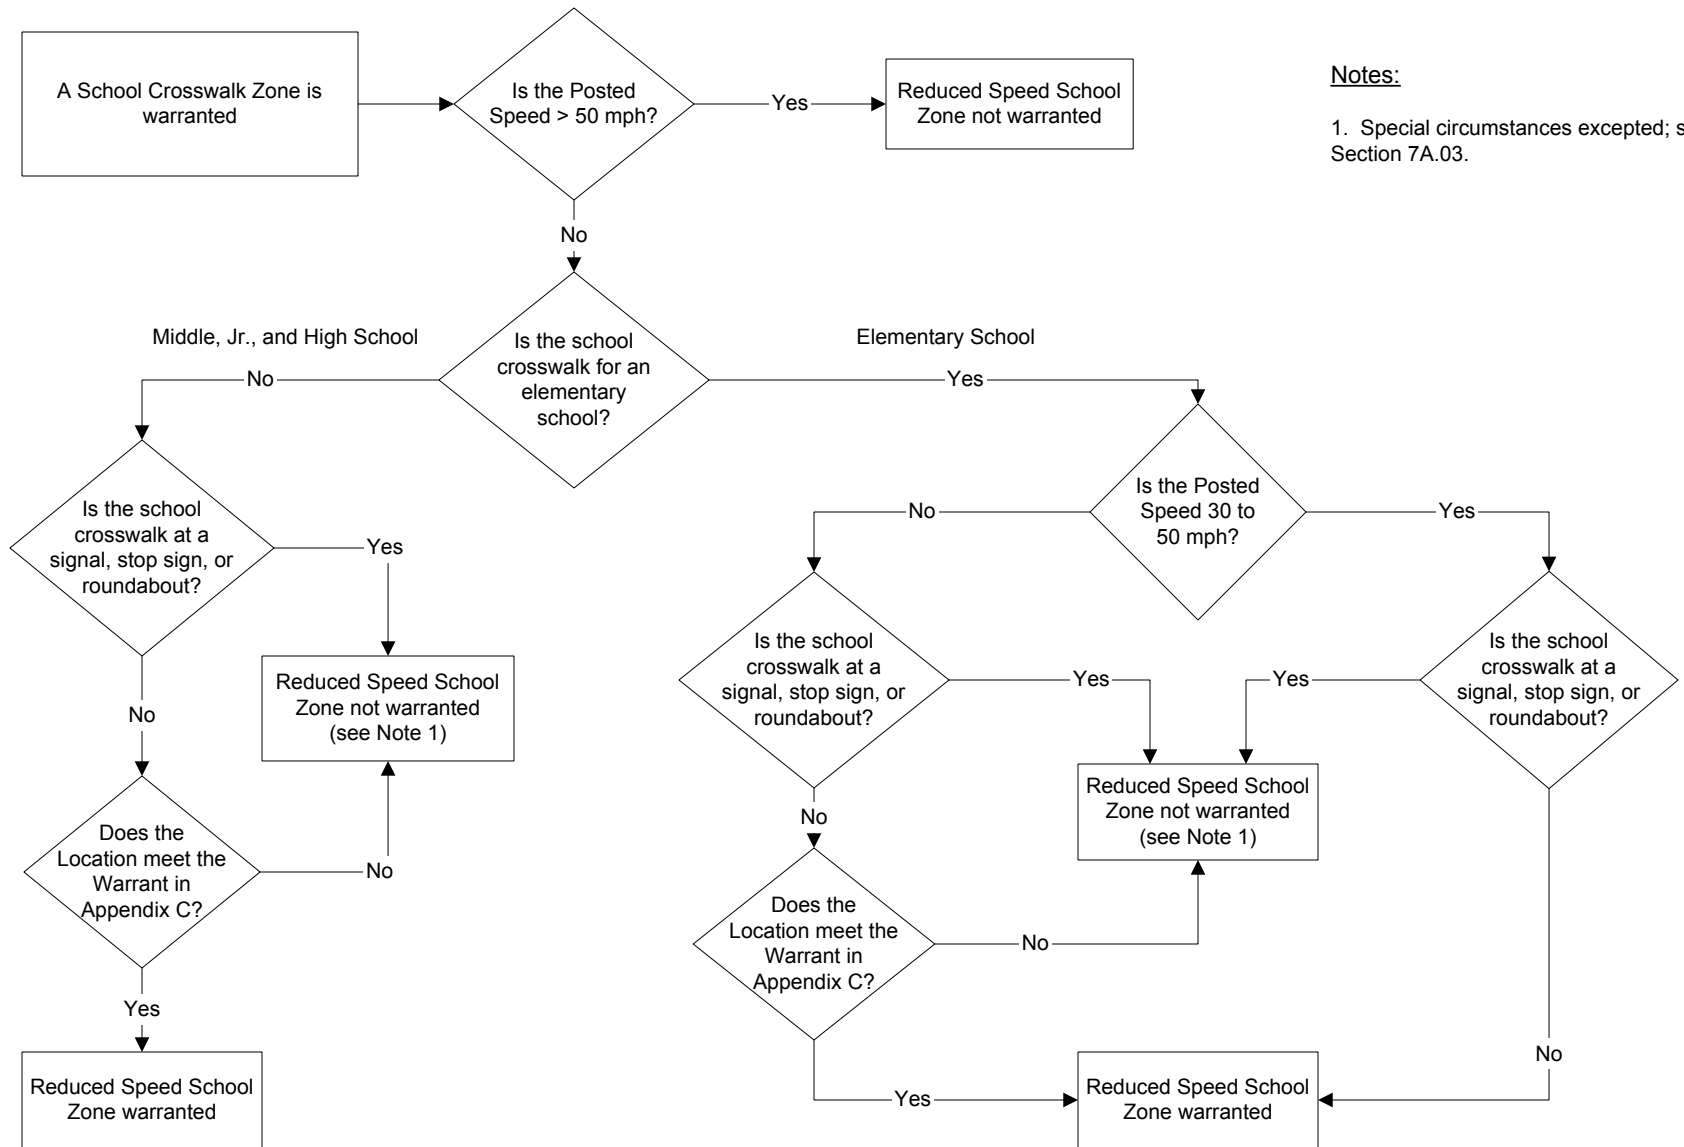 A School Crosswalk Zone is
warranted
Is the Posted
Speed > 50 mph?
Yes
Reduced Speed School
Zone not warranted
Notes:
1. Special circumstances excepted;
Section 7A.03.
No
Middle, Jr., and High School
Elementary School
Is the school
crosswalk for an
elementary
school?
No
Yes
Is the Posted
Speed 30 to
50 mph?
No
Yes
Is the school
crosswalk at a
signal, stop sign, or
roundabout?
Yes
No
Reduced Speed School
Zone not warranted
(see Note 1)
Does the
Location meet the
Warrant in
Appendix C?
No
Yes
Reduced Speed School
Zone warranted
Is the school
crosswalk at a
signal, stop sign, or
roundabout?
Yes
No
Is the school
crosswalk at a
signal, stop sign, or
roundabout?
Yes
No
Reduced Speed School
Zone not warranted
(see Note 1)
Does the
Location meet the
Warrant in
Appendix C?
No
Yes
Reduced Speed School
Zone warranted